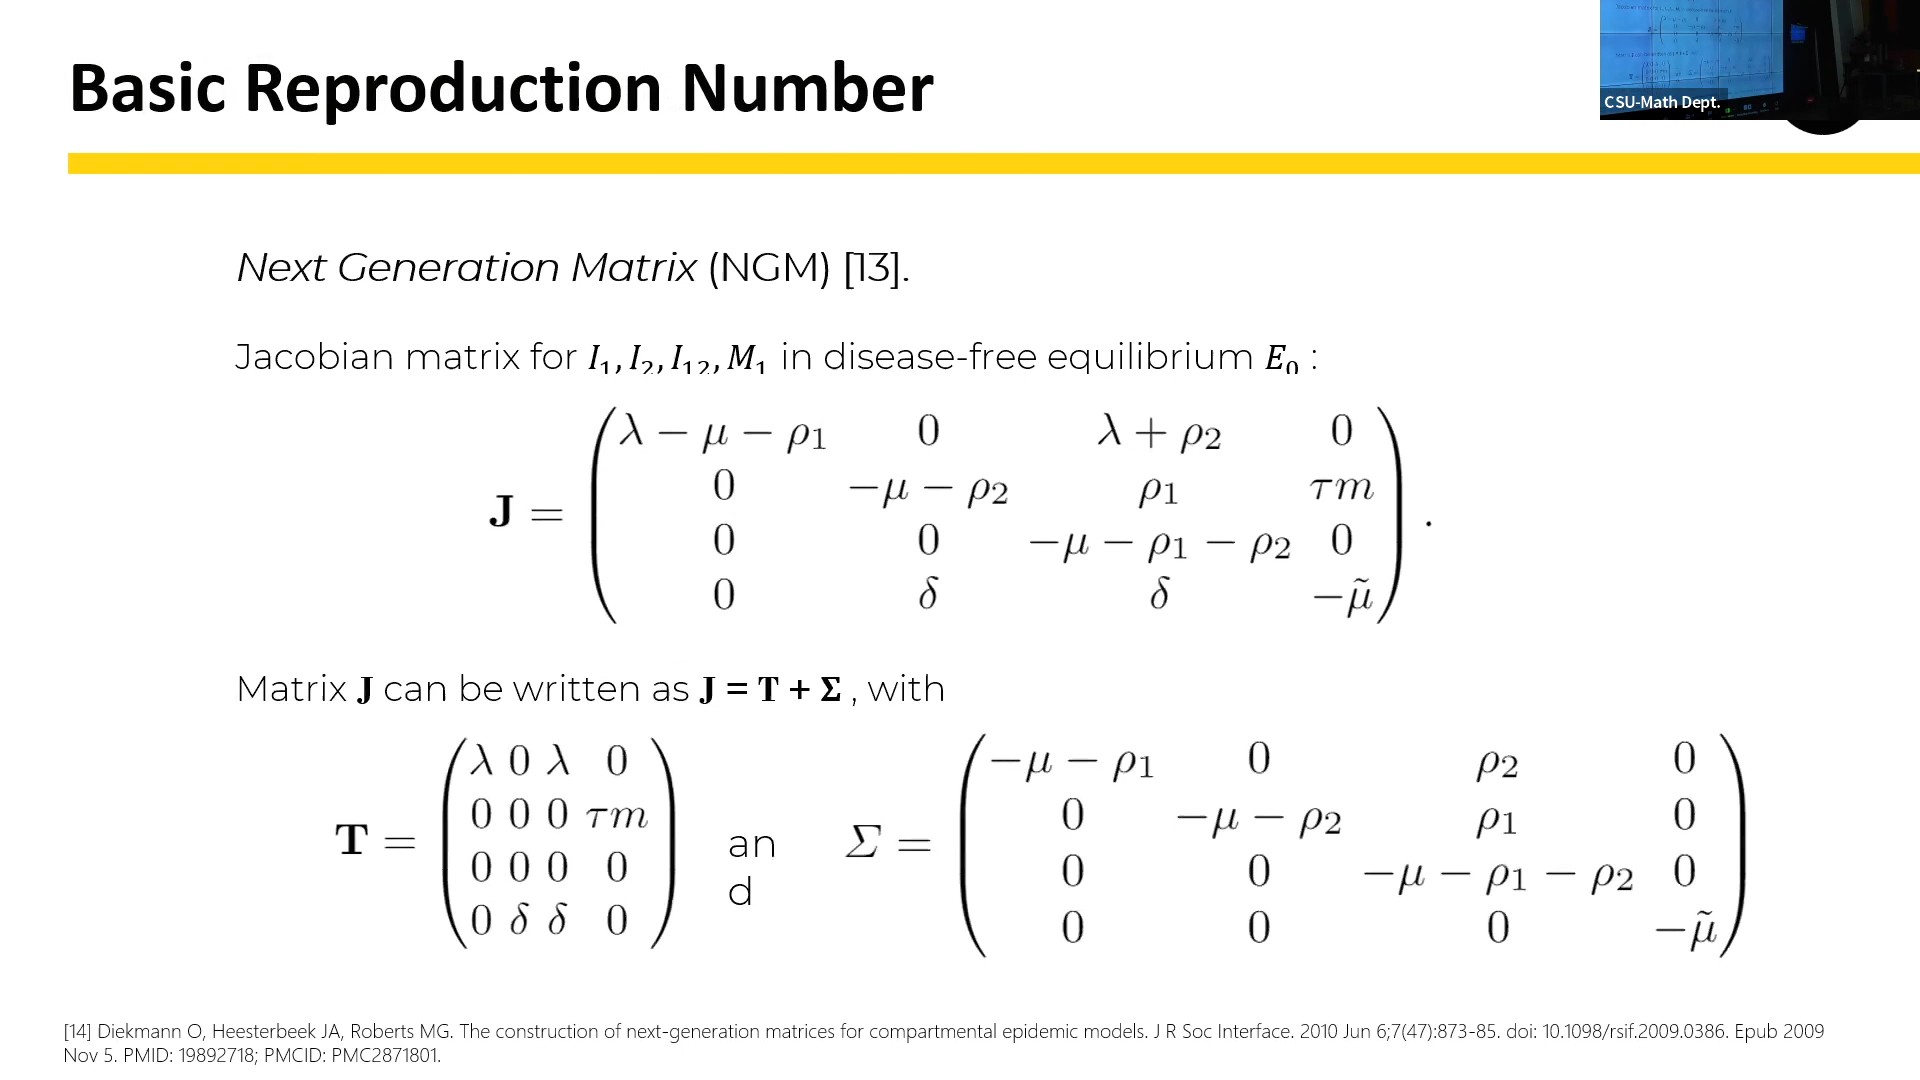 Basic Reproduction Number
CSU-Math Dept.
Next Generation Matrix (NGM) [13].
Jacobian matrix for I₁, I₂, I₁₂, M₁ in disease-free equilibrium E₀ :
J = ( λ − μ − ρ₁ 0 λ + ρ₂ 0
0 −μ − ρ₂ ρ₁ τm
0 0 −μ − ρ₁ − ρ₂ 0
0 δ δ −μ̃ ) .
Matrix J can be written as J = T + Σ , with
T = ( λ 0 λ 0
0 0 0 τm
0 0 0 0
0 δ δ 0 )
an
d
Σ = ( −μ − ρ₁ 0 ρ₂ 0
0 −μ − ρ₂ ρ₁ 0
0 0 −μ − ρ₁ − ρ₂ 0
0 0 0 −μ̃ )
[14] Diekmann O, Heesterbeek JA, Roberts MG. The construction of next-generation matrices for compartmental epidemic models. J R Soc Interface. 2010 Jun 6;7(47):873-85. doi: 10.1098/rsif.2009.0386. Epub 2009
Nov 5. PMID: 19892718; PMCID: PMC2871801.